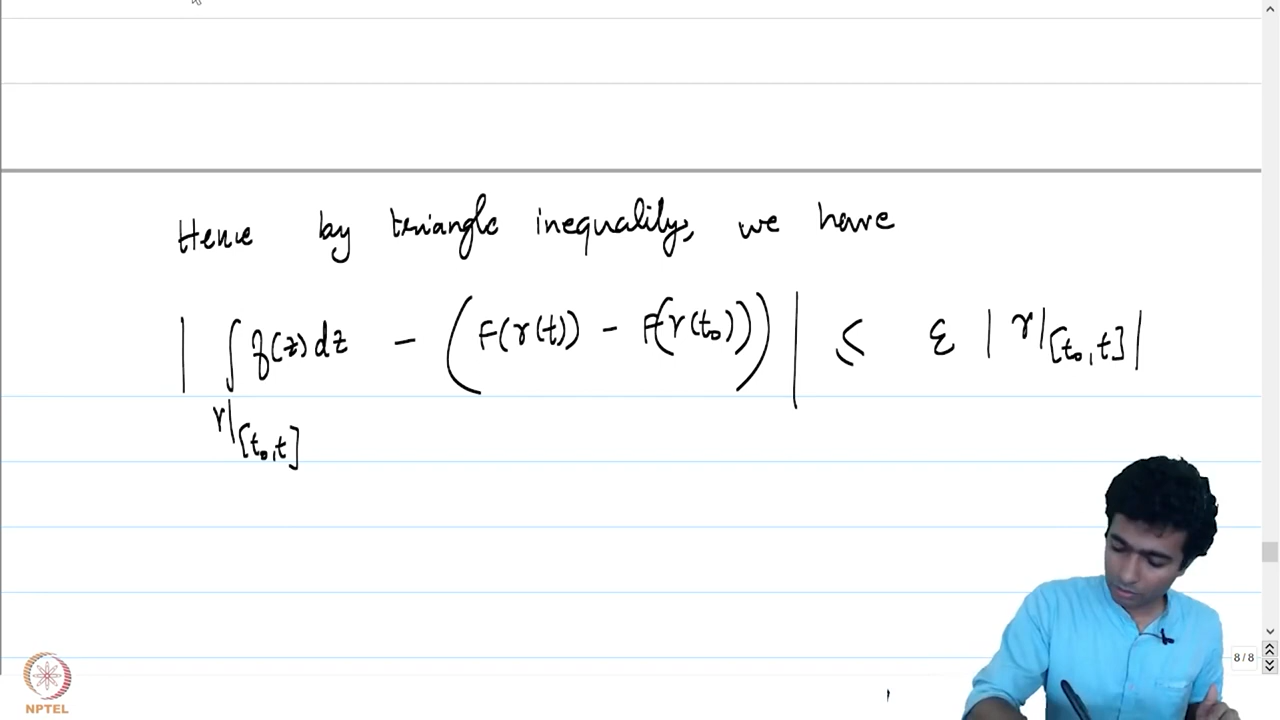 Hence by triangle inequality, we have
| ∫_{γ|[t₀,t]} f(z)dz − (F(γ(t)) − F(γ(t₀))) | ≤ ε |γ|_{[t₀,t]}|
8/8
NPTEL